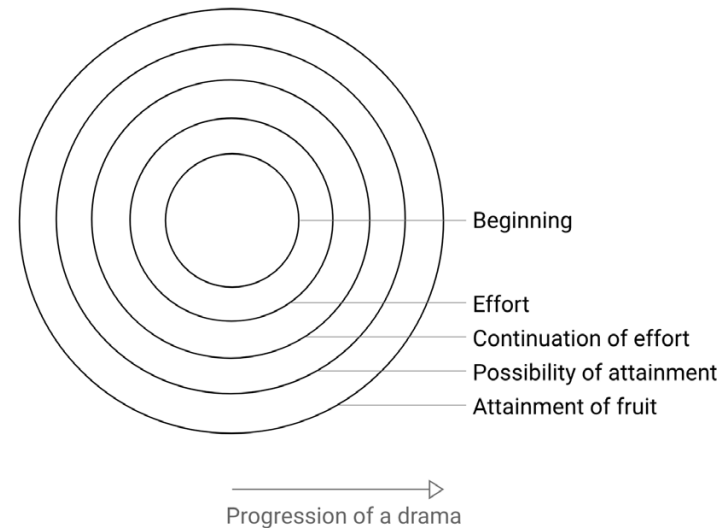 Beginning
Effort
Continuation of effort
Possibility of attainment
Attainment of fruit
Progression of a drama